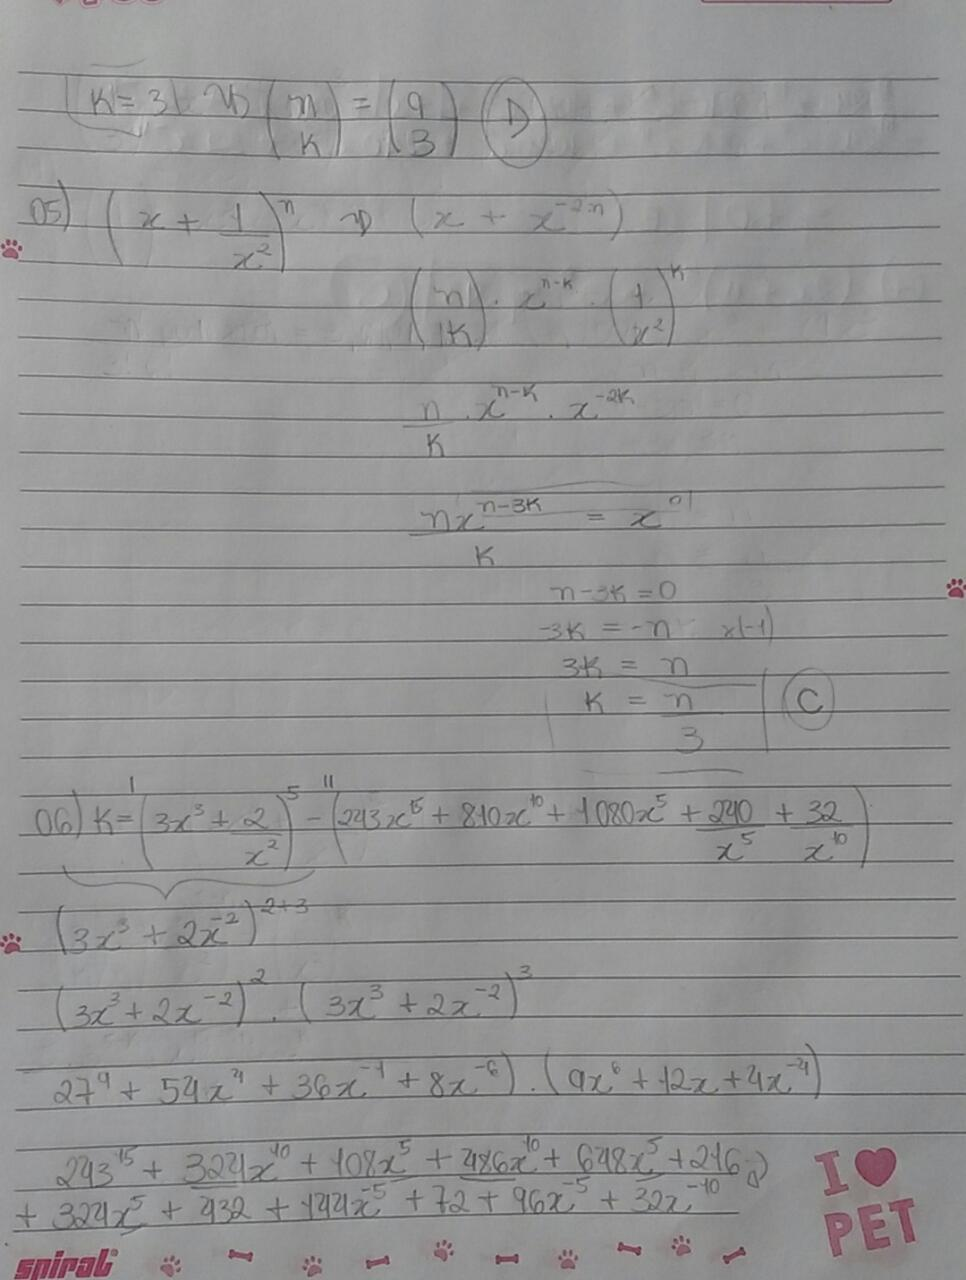 K = 3 ⇒ (n K) = (9 3) D
05) (x + 1/x²)ⁿ ⇒ (x + x⁻²ⁿ)
(n K) · xⁿ⁻ᴷ · (1/x²)ᴷ
n/K · xⁿ⁻ᴷ · x⁻²ᴷ
nxⁿ⁻³ᴷ/K = x⁰
n-3K = 0
-3K = -n x(-1)
3K = n
K = n/3 C
06) K = (3x³ + 2/x²)⁵ - (243x¹⁵ + 810x¹⁰ + 1080x⁵ + 240/x⁵ + 32/x¹⁰)
(3x³ + 2x⁻²)²⁺³
(3x³ + 2x⁻²)² · (3x³ + 2x⁻²)³
27⁹ + 54x⁴ + 36x⁻¹ + 8x⁻⁶) · (9x⁶ + 12x + 4x⁻⁴)
243¹⁵ + 324x¹⁰ + 108x⁵ + 486x¹⁰ + 648x⁵ + 216
+ 324x⁵ + 432 + 144x⁻⁵ + 72 + 96x⁻⁵ + 32x⁻¹⁰
I ♥
PET
spiral